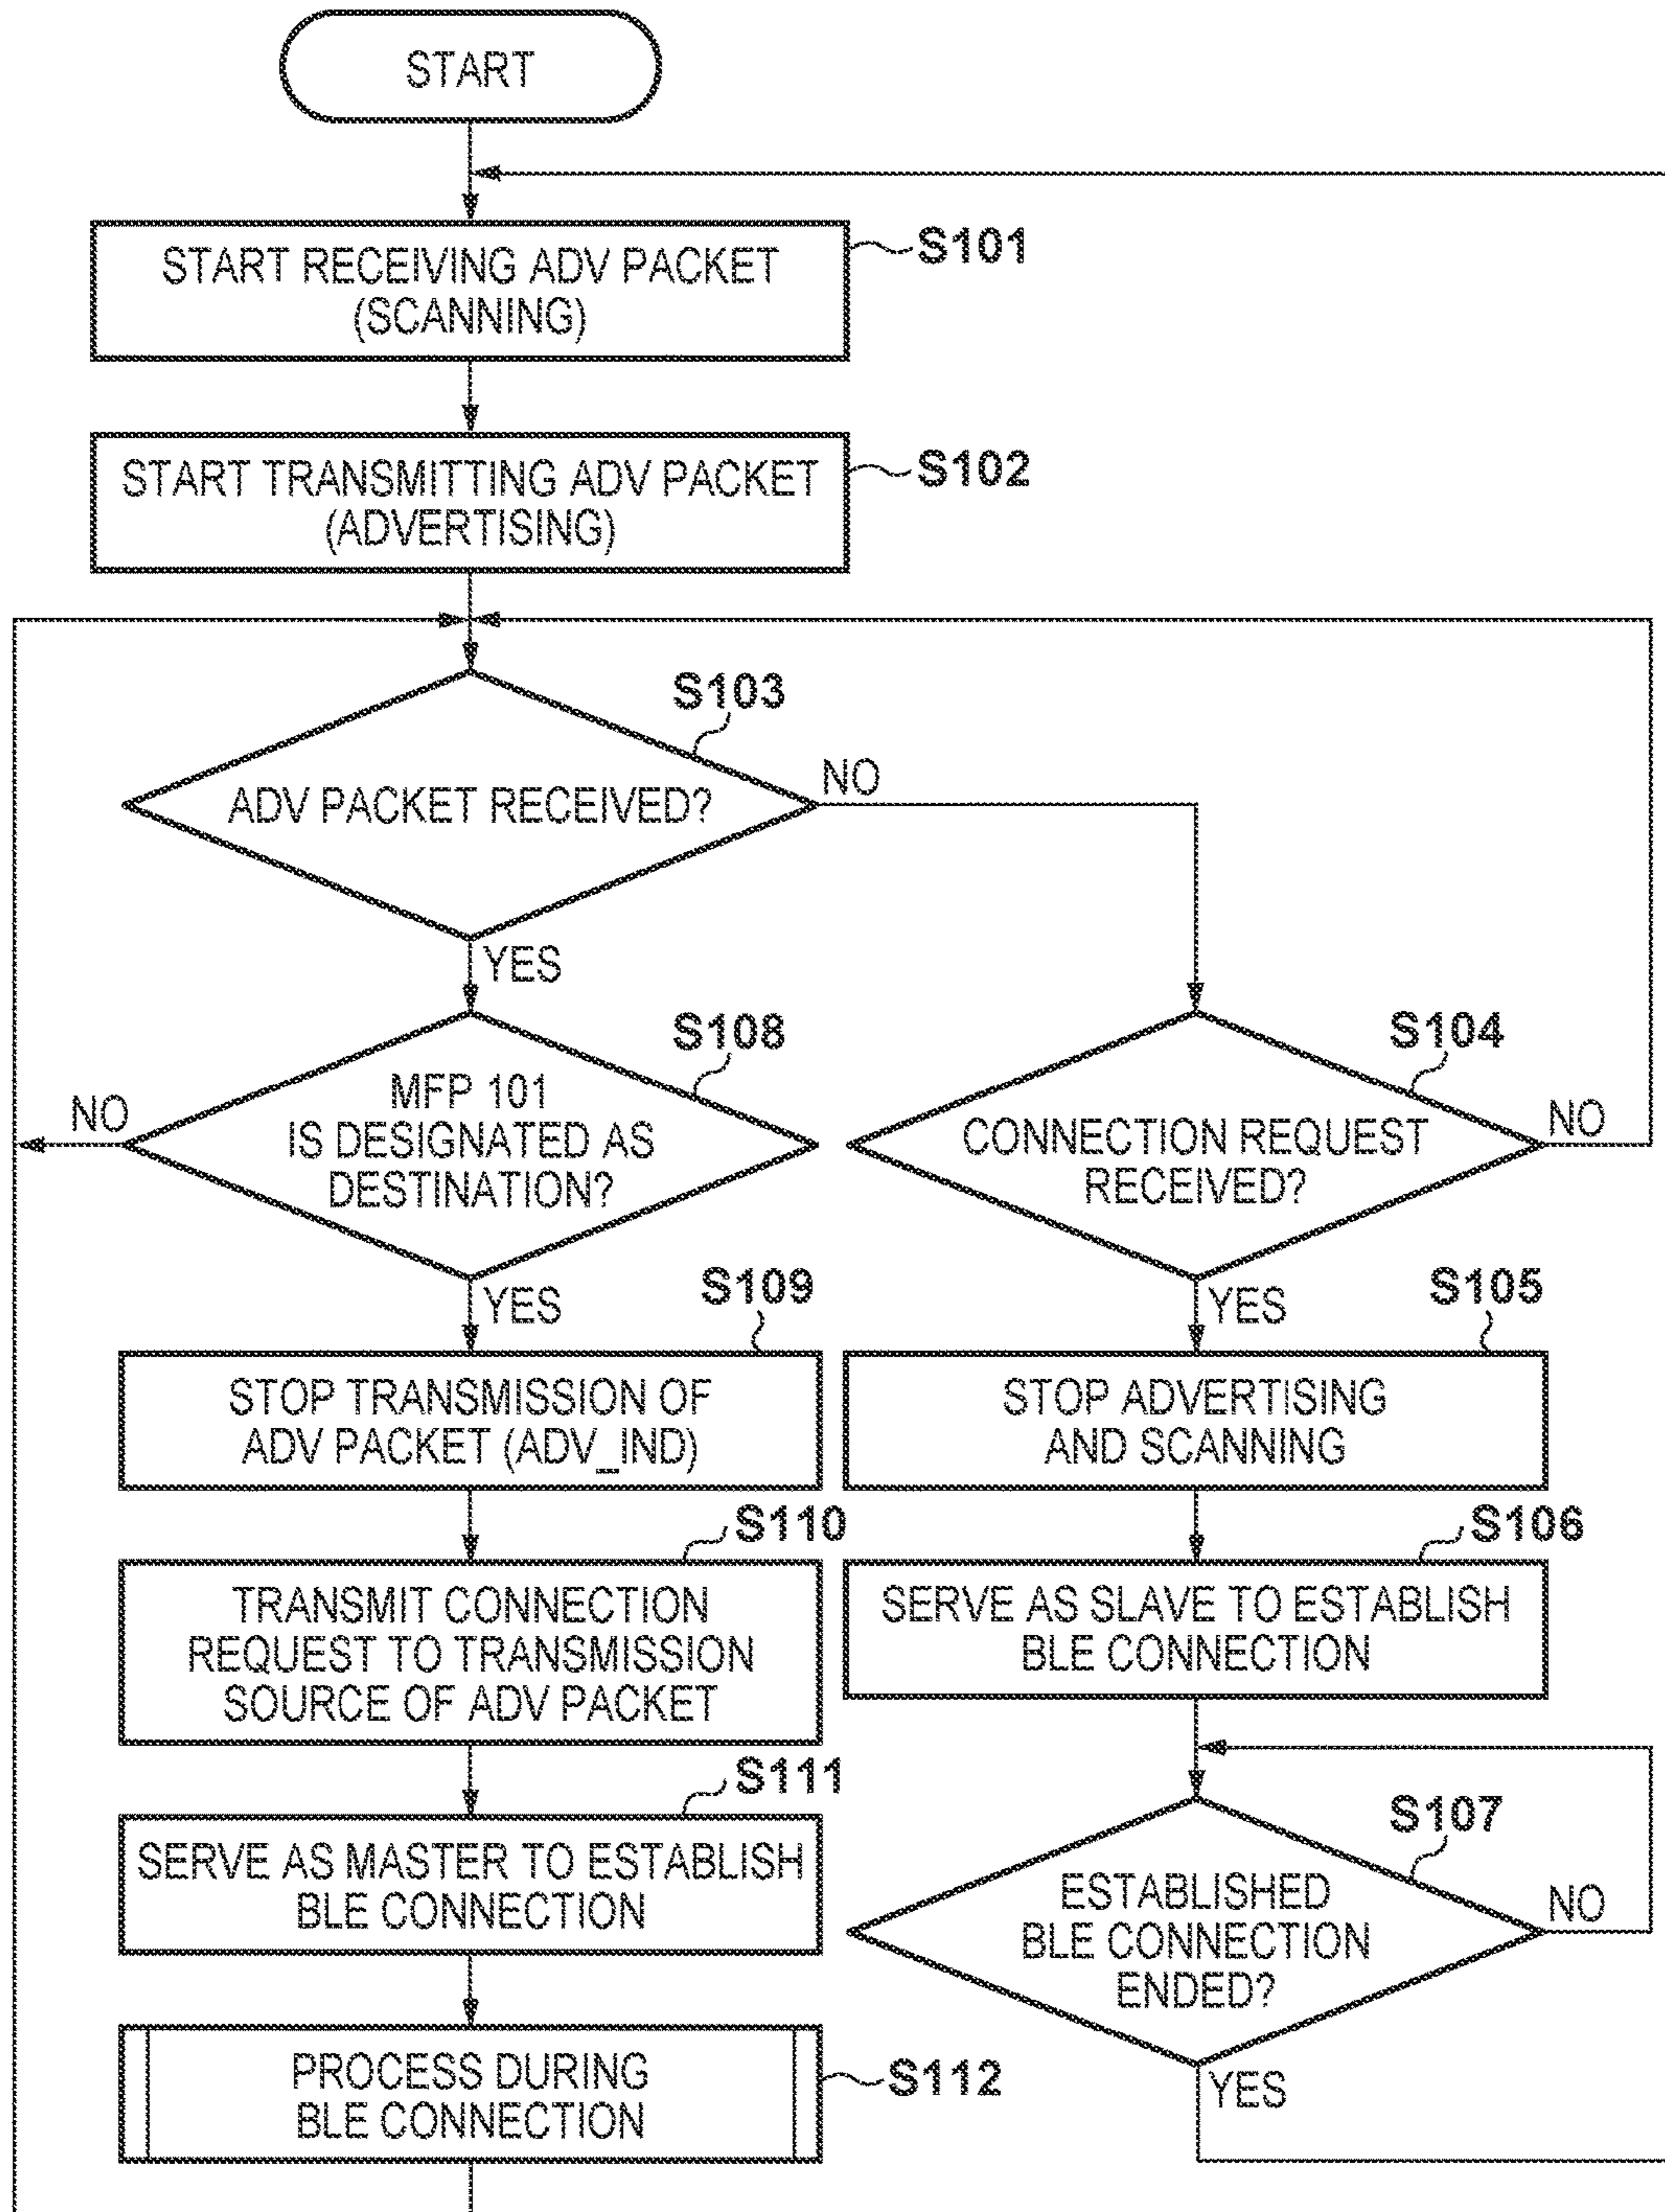 START
START RECEIVING ADV PACKET
(SCANNING)
S101
START TRANSMITTING ADV PACKET
(ADVERTISING)
S102
S103
ADV PACKET RECEIVED?
NO
YES
S108
MFP 101
IS DESIGNATED AS
DESTINATION?
NO
YES
S104
CONNECTION REQUEST
RECEIVED?
NO
YES
S109
STOP TRANSMISSION OF
ADV PACKET (ADV_IND)
S105
STOP ADVERTISING
AND SCANNING
S110
TRANSMIT CONNECTION
REQUEST TO TRANSMISSION
SOURCE OF ADV PACKET
S106
SERVE AS SLAVE TO ESTABLISH
BLE CONNECTION
S111
SERVE AS MASTER TO ESTABLISH
BLE CONNECTION
S107
ESTABLISHED
BLE CONNECTION
ENDED?
NO
YES
PROCESS DURING
BLE CONNECTION
S112